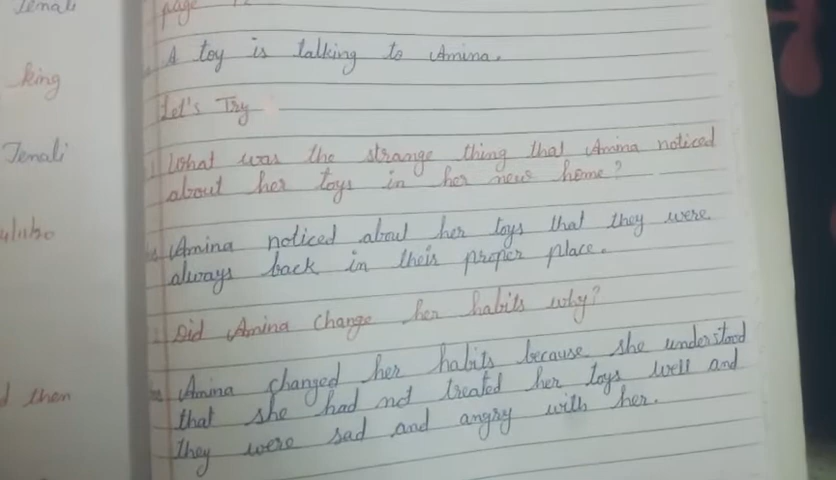 Tenali
king
Tenali
d then
page
A toy is talking to Amina.
Let's Try
What was the strange thing that Amina noticed
about her toys in her new home?
Amina noticed about her toys that they were
always back in their proper place.
Did Amina change her habits why?
Amina changed her habits because she understood
that she had not treated her toys well and
they were sad and angry with her.